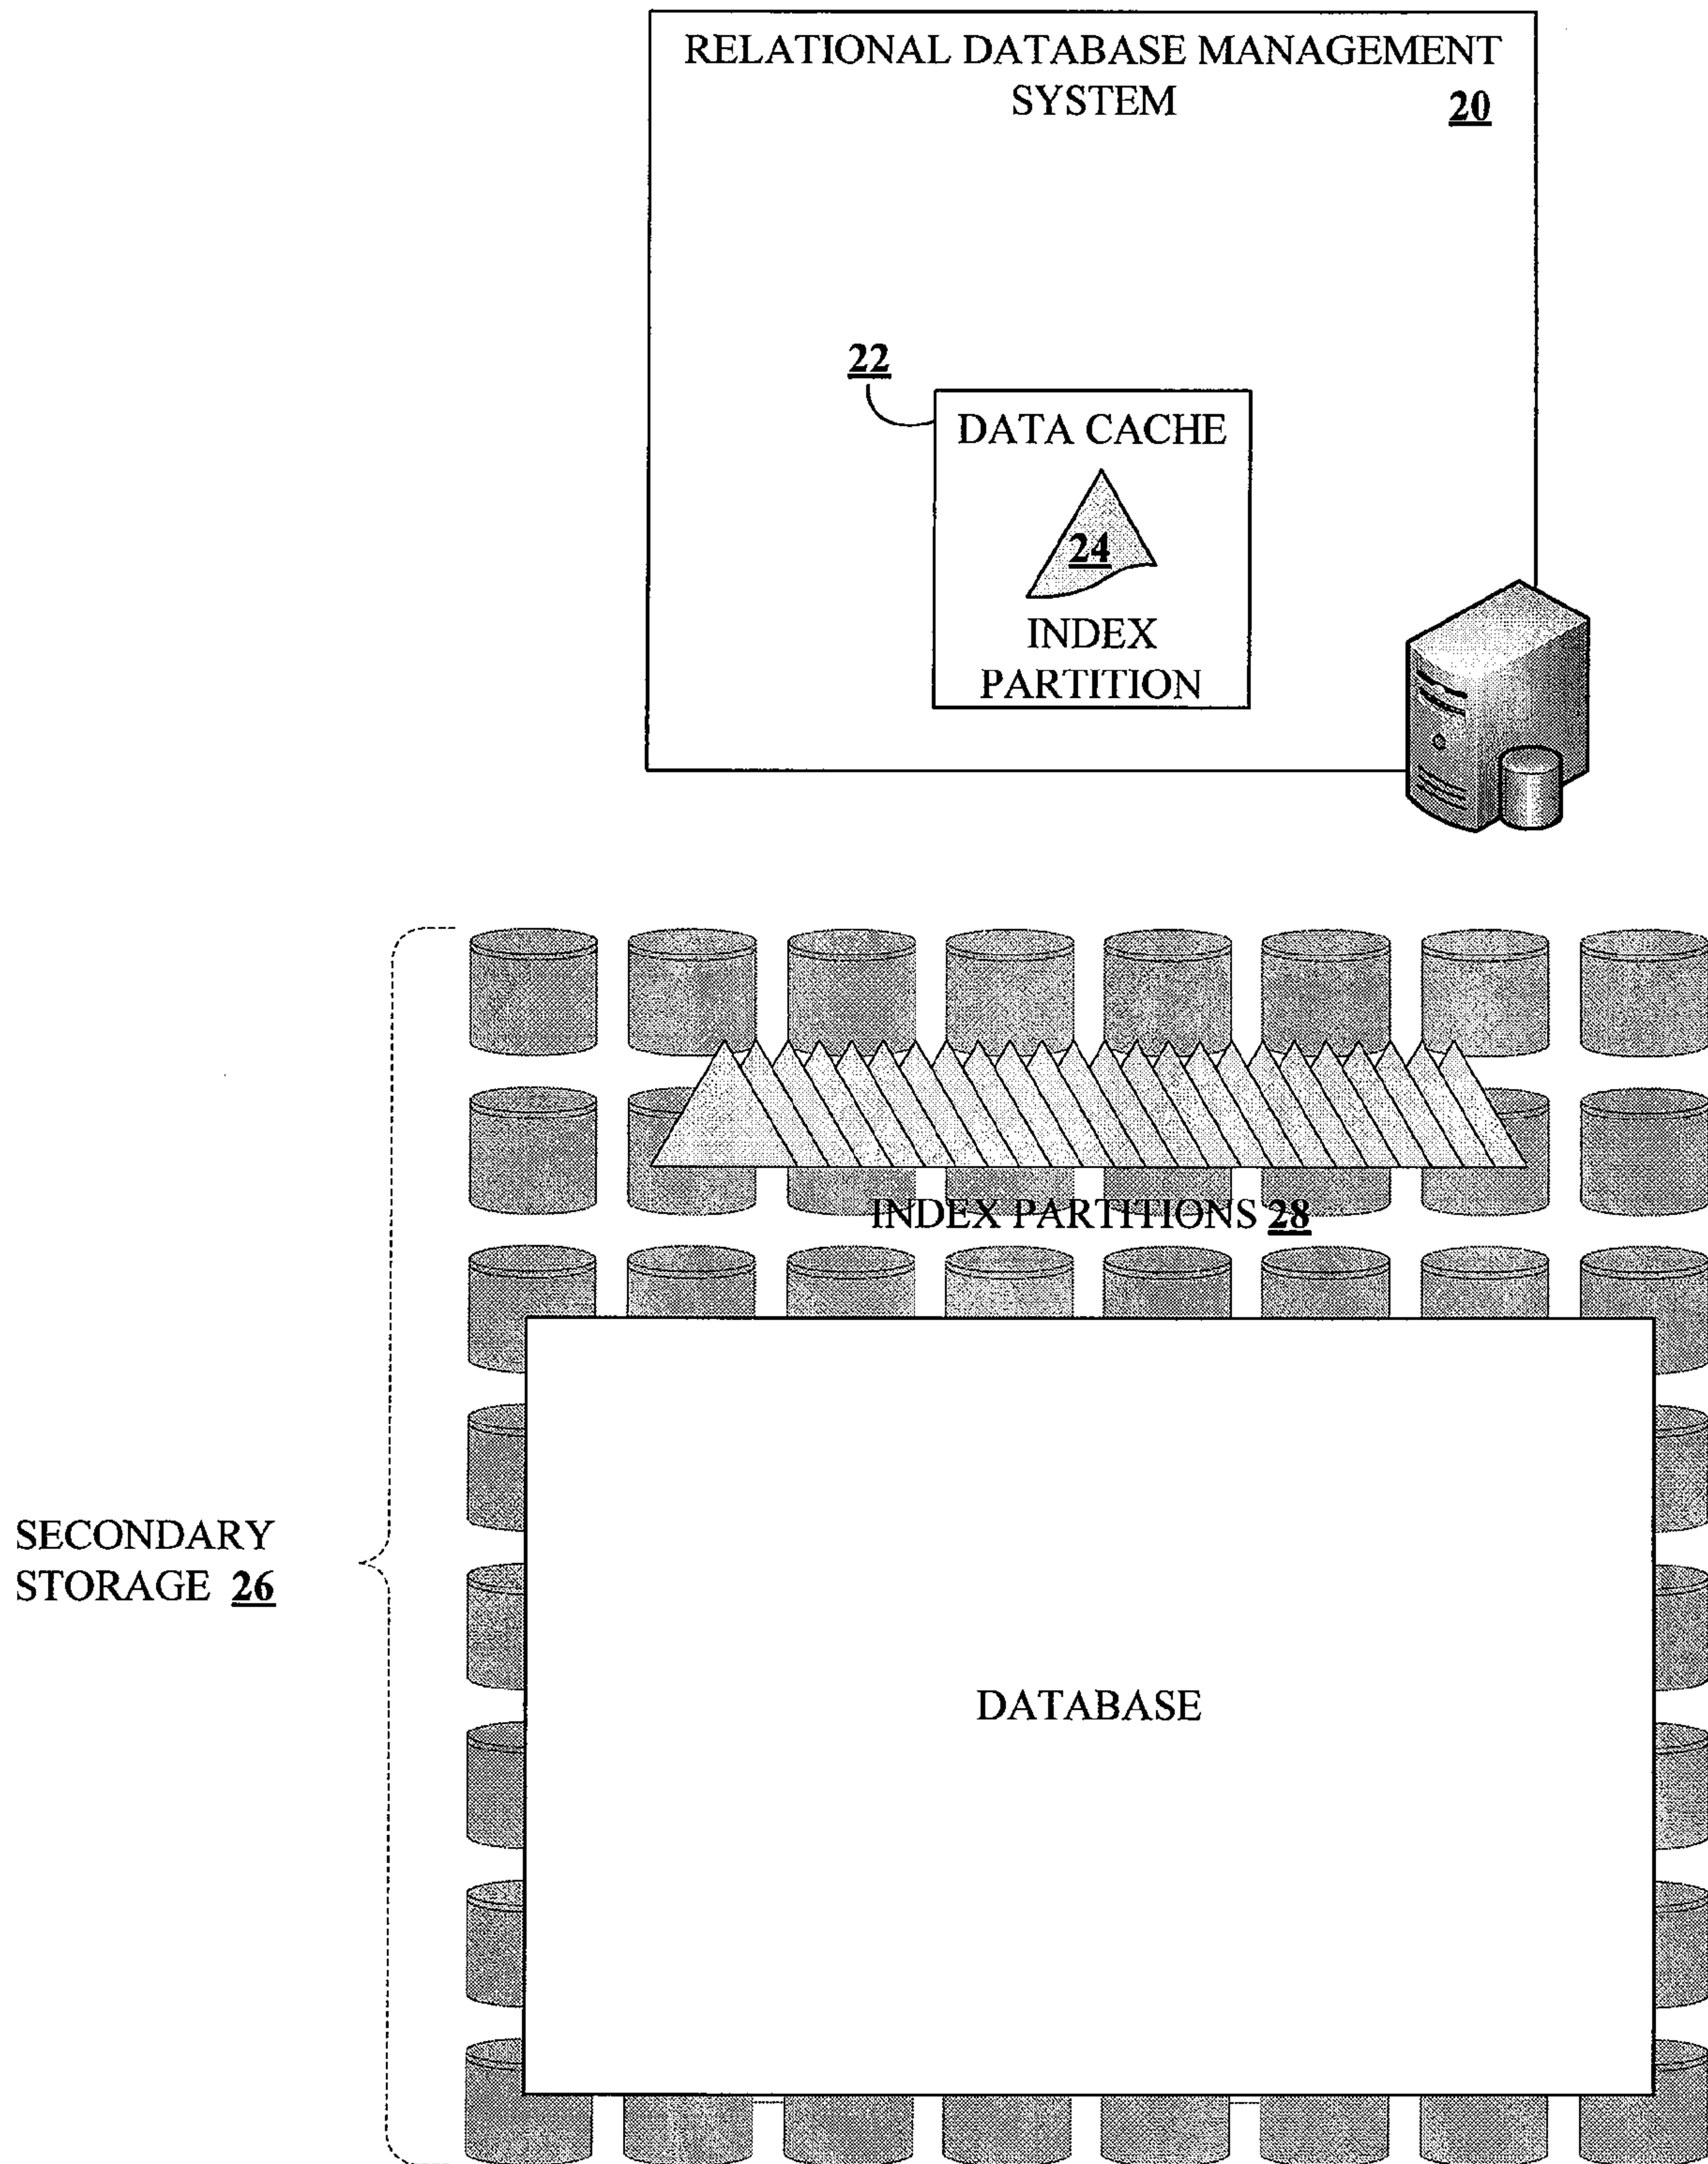 RELATIONAL DATABASE MANAGEMENT
SYSTEM 20
22
DATA CACHE
24
INDEX
PARTITION
INDEX PARTITIONS 28
SECONDARY
STORAGE 26
DATABASE